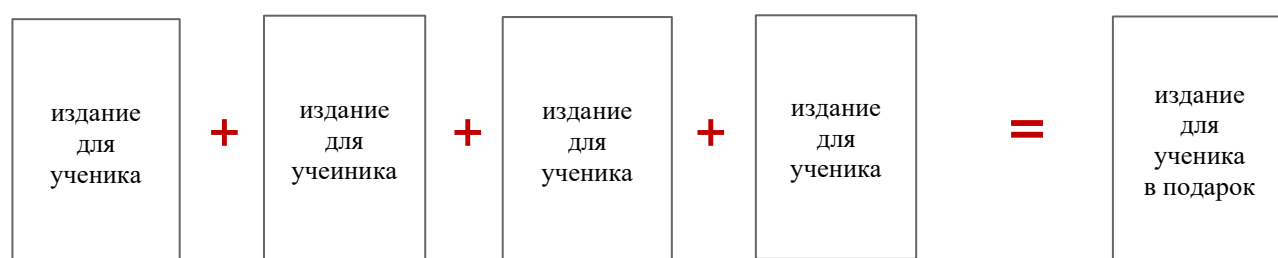 издание
для
ученика
+
издание
для
учеиника
+
издание
для
ученика
+
издание
для
ученика
=
издание
для
ученика
в подарок